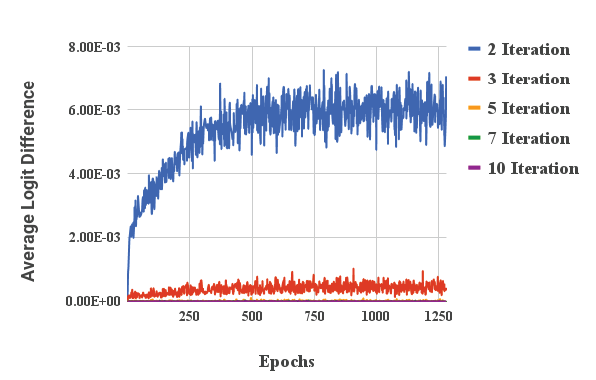 8.00E-03
6.00E-03
4.00E-03
2.00E-03
0.00E+00
Average Logit Difference
250
500
750
1000
1250
Epochs
2 Iteration
3 Iteration
5 Iteration
7 Iteration
10 Iteration